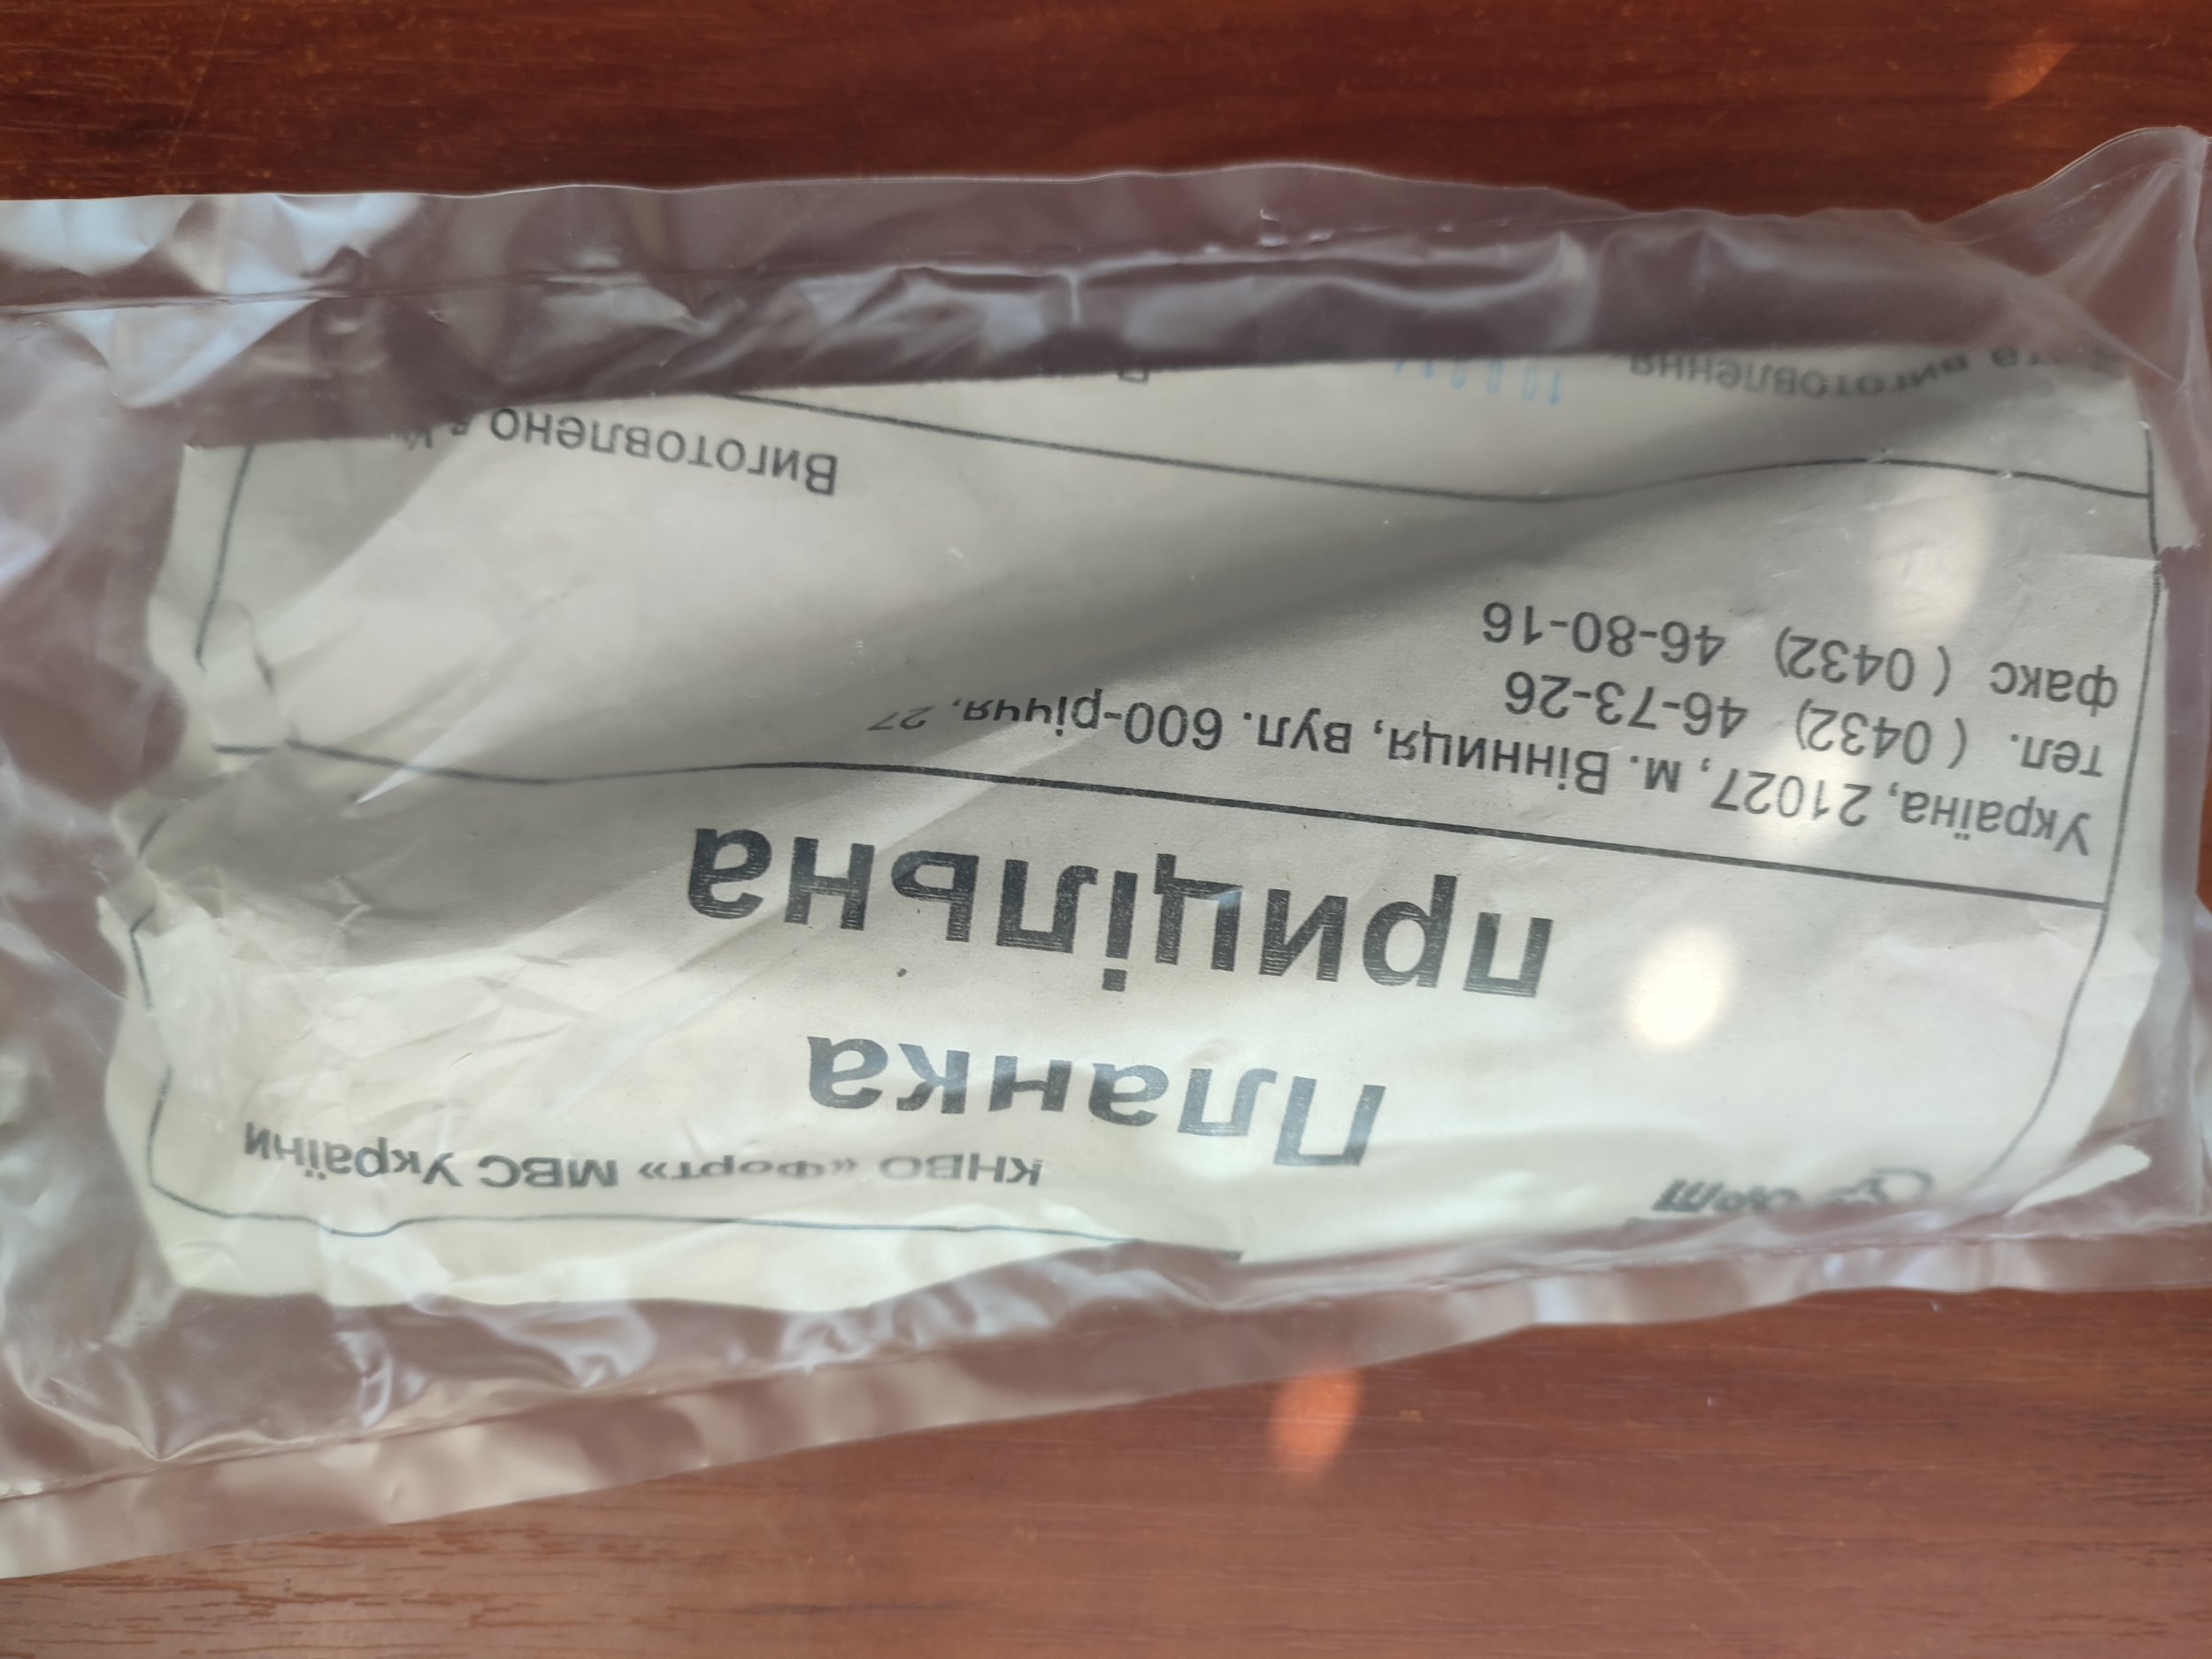 КНВО «Форт» МВС України
Планка
прицільна
Україна, 21027, м. Вінниця, вул. 600-річчя, 27
тел. ( 0432) 46-73-26
факс ( 0432) 46-80-16
Виготовлено в
виготовлення